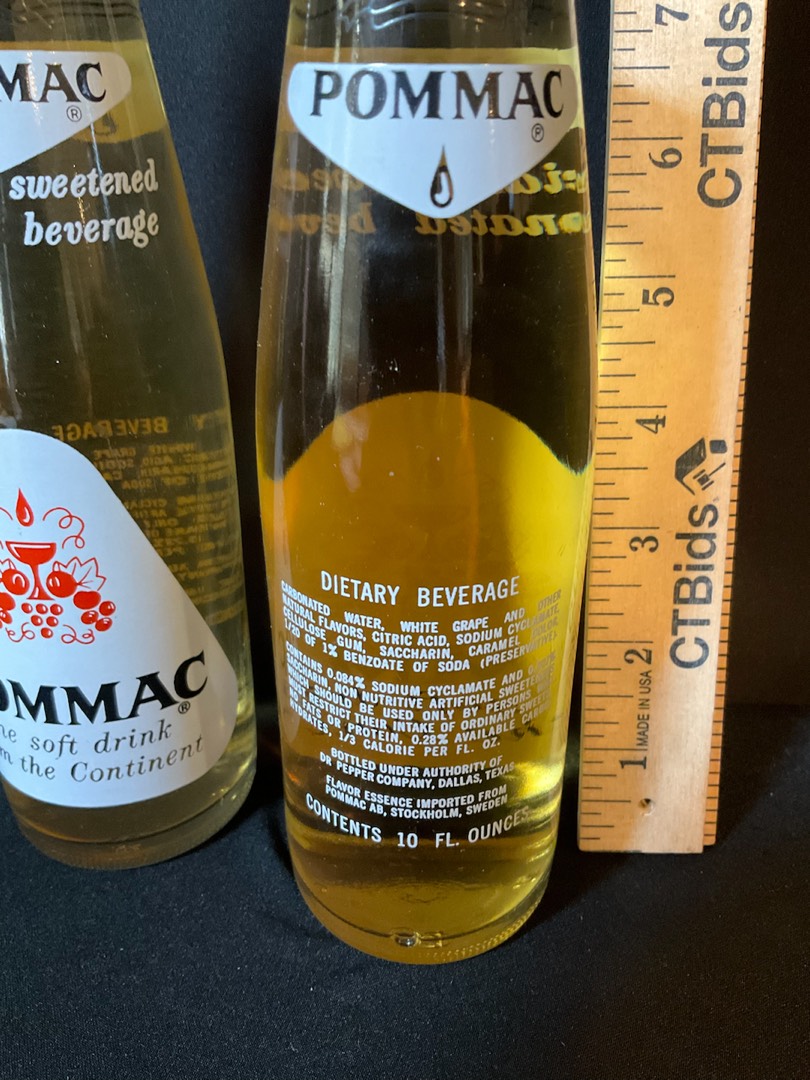 MAC
®
sweetened
beverage
OMMAC
®
he soft drink
m the Continent
POMMAC
®
DIETARY BEVERAGE
CARBONATED WATER, WHITE GRAPE AND OTHER
NATURAL FLAVORS, CITRIC ACID, SODIUM CYCLAMATE,
CELLULOSE GUM, SACCHARIN, CARAMEL COLOR,
1/20 OF 1% BENZOATE OF SODA (PRESERVATIVE).
CONTAINS 0.084% SODIUM CYCLAMATE AND
SACCHARIN, NON NUTRITIVE ARTIFICIAL SWEETENERS
WHICH SHOULD BE USED ONLY BY PERSONS WHO
MUST RESTRICT THEIR INTAKE OF ORDINARY SWEETS.
NO FATS OR PROTEIN, 0.28% AVAILABLE CARBO-
HYDRATES, 1/3 CALORIE PER FL. OZ.
BOTTLED UNDER AUTHORITY OF
DR PEPPER COMPANY, DALLAS, TEXAS
FLAVOR ESSENCE IMPORTED FROM
POMMAC AB, STOCKHOLM, SWEDEN
CONTENTS 10 FL. OUNCES
7
6
5
4
3
2
1
MADE IN USA
CTBids
CTBids